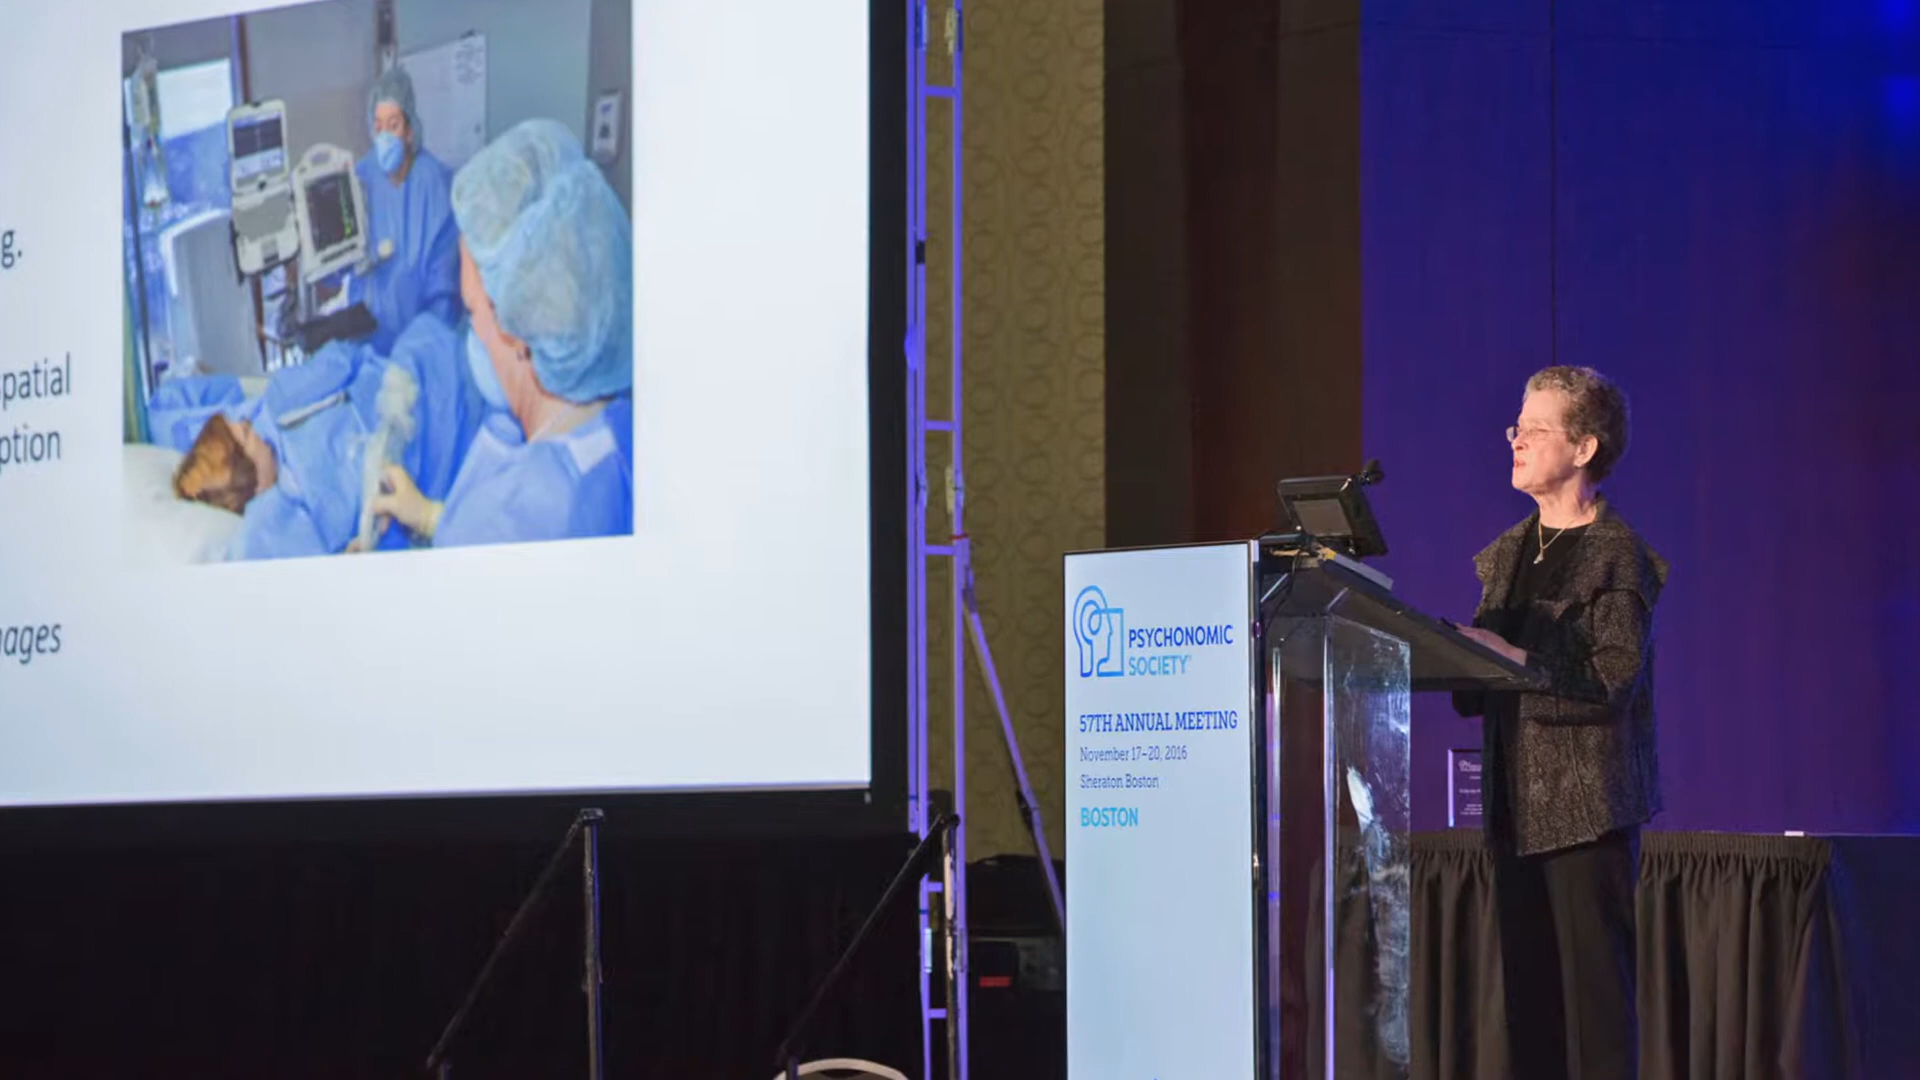 g.
patial
ption
ages
PSYCHONOMIC
SOCIETY
57TH ANNUAL MEETING
November 17–20, 2016
Sheraton Boston
BOSTON